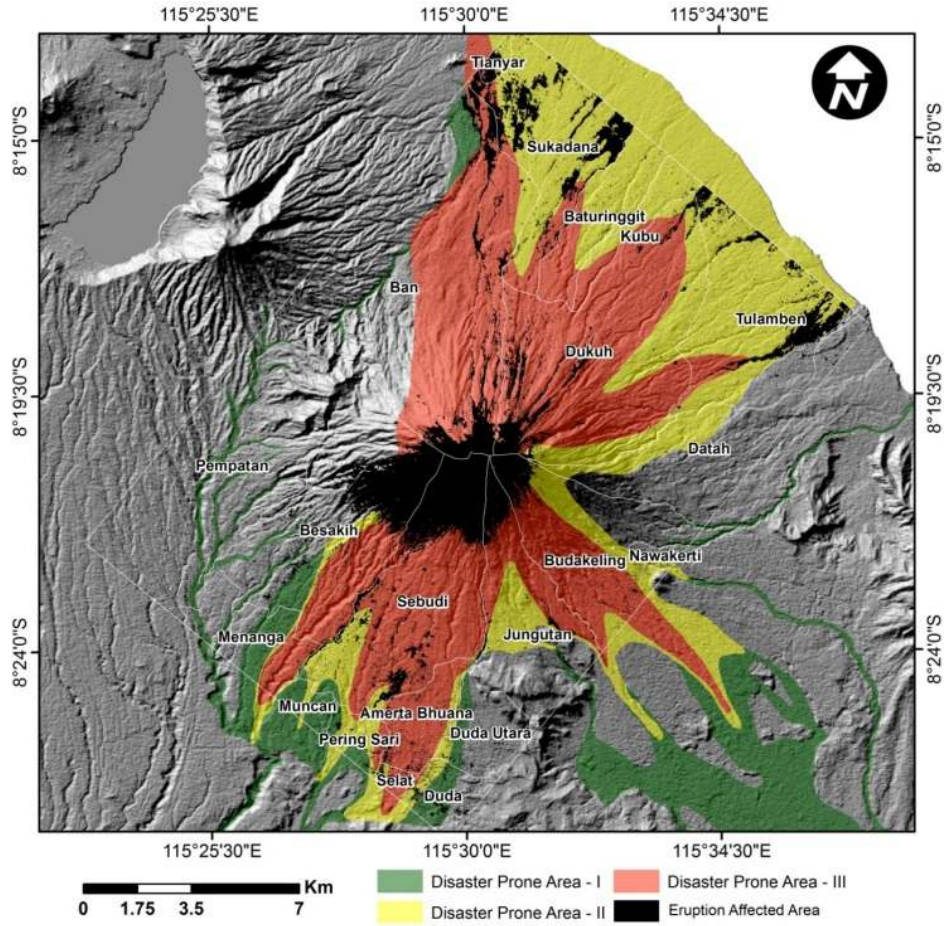 115°25'30"E
115°30'0"E
115°34'30"E
N
Tianyar
8°15'0"S
8°15'0"S
Sukadana
Baturinggit
Kubu
Ban
Tulamben
Dukuh
8°19'30"S
8°19'30"S
Datah
Pempatan
Besakih
Nawakerti
Budakeling
Sebudi
Menanga
Jungutan
8°24'0"S
8°24'0"S
Muncan
Amerta Bhuana
Duda Utara
Pering Sari
Selat
Duda
115°25'30"E
115°30'0"E
115°34'30"E
Km
0 1.75 3.5 7
Disaster Prone Area - I
Disaster Prone Area - III
Disaster Prone Area - II
Eruption Affected Area